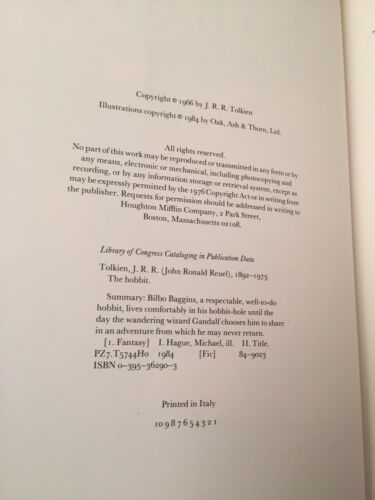 Copyright © 1966 by J. R. R. Tolkien
Illustrations copyright © 1984 by Oak, Ash & Thorn, Ltd.
All rights reserved.
No part of this work may be reproduced or transmitted in any form or by
any means, electronic or mechanical, including photocopying and
recording, or by any information storage or retrieval system, except as
may be expressly permitted by the 1976 Copyright Act or in writing from
the publisher. Requests for permission should be addressed in writing to
Houghton Mifflin Company, 2 Park Street,
Boston, Massachusetts 02108.
Library of Congress Cataloging in Publication Data
Tolkien, J. R. R. (John Ronald Reuel), 1892–1973.
The hobbit.
Summary: Bilbo Baggins, a respectable, well-to-do
hobbit, lives comfortably in his hobbit-hole until the
day the wandering wizard Gandalf chooses him to share
in an adventure from which he may never return.
[1. Fantasy] I. Hague, Michael, ill. II. Title.
PZ7.T5744Ho 1984 [Fic] 84-9023
ISBN 0-395-36290-3
Printed in Italy
10 9 8 7 6 5 4 3 2 1